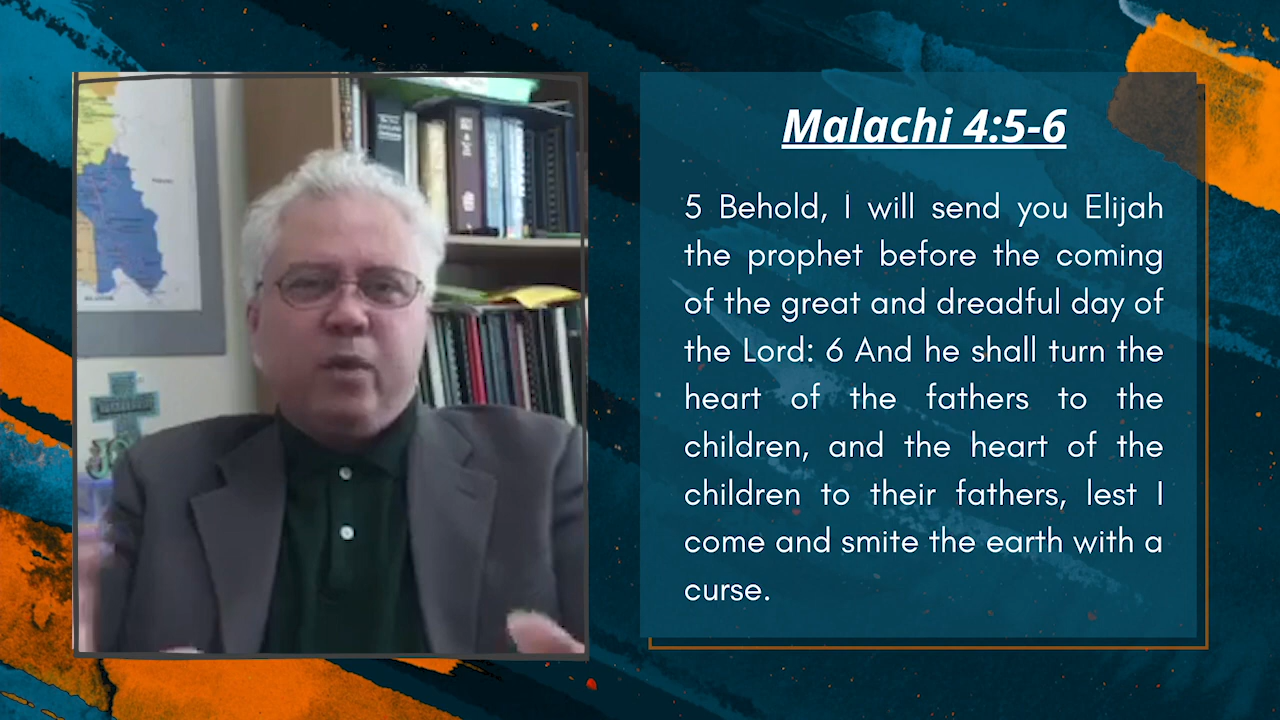 Malachi 4:5-6
5 Behold, I will send you Elijah
the prophet before the coming
of the great and dreadful day of
the Lord: 6 And he shall turn the
heart of the fathers to the
children, and the heart of the
children to their fathers, lest I
come and smite the earth with a
curse.